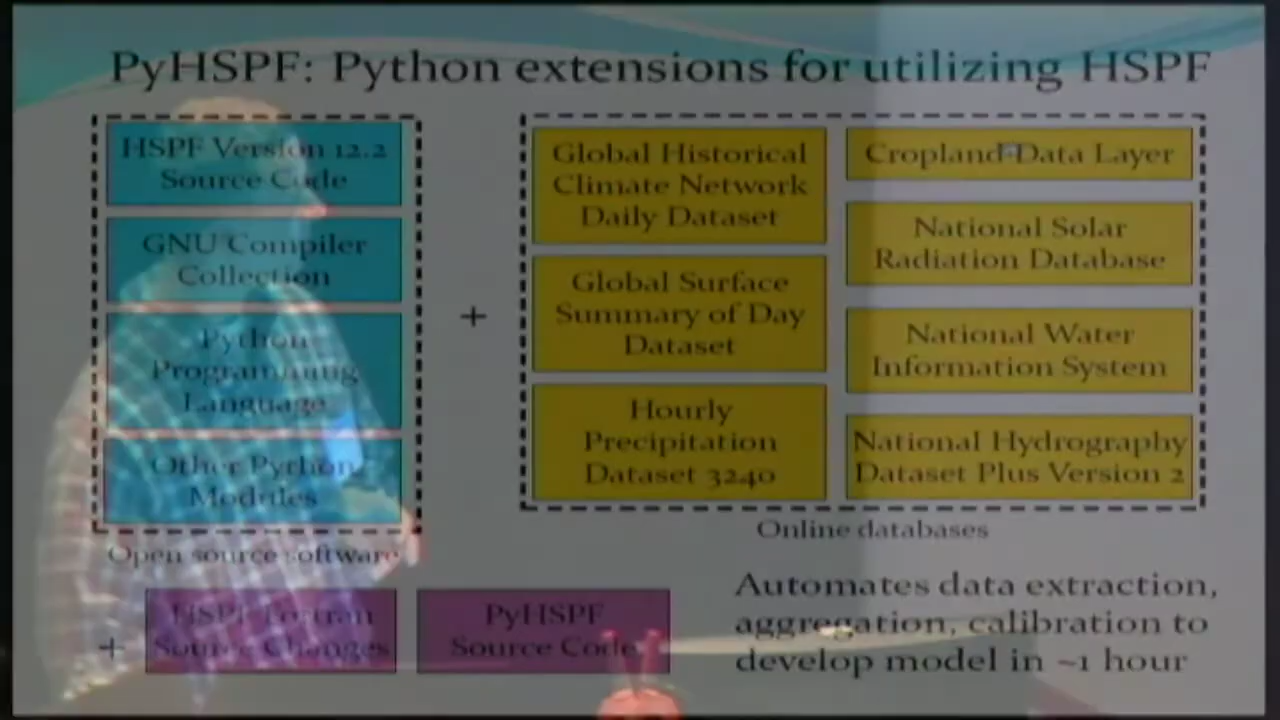 PyHSPF: Python extensions for utilizing HSPF
HSPF Version 12.2
Source Code
GNU Compiler
Collection
Python
Programming
Language
Other Python
Modules
Open source software
+
Global Historical
Climate Network
Daily Dataset
Global Surface
Summary of Day
Dataset
Hourly
Precipitation
Dataset 3240
Cropland Data Layer
National Solar
Radiation Database
National Water
Information System
National Hydrography
Dataset Plus Version 2
Online databases
+
HSPF Fortran
Source Changes
PyHSPF
Source Code
Automates data extraction,
aggregation, calibration to
develop model in ~1 hour